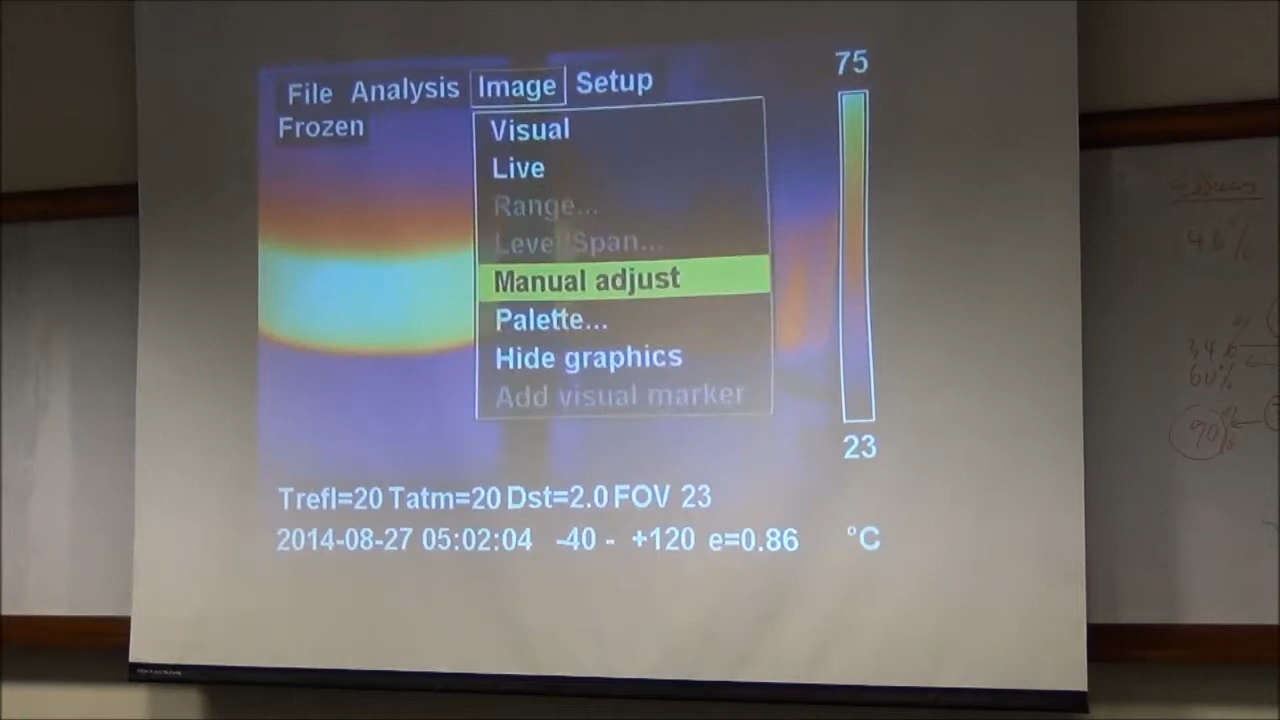 75
File Analysis Image Setup
Frozen
Visual
Live
Range...
Level/Span...
Manual adjust
Palette...
Hide graphics
Add visual marker
23
Trefl=20 Tatm=20 Dst=2.0 FOV 23
2014-08-27 05:02:04 -40 - +120 e=0.86 °C
60%